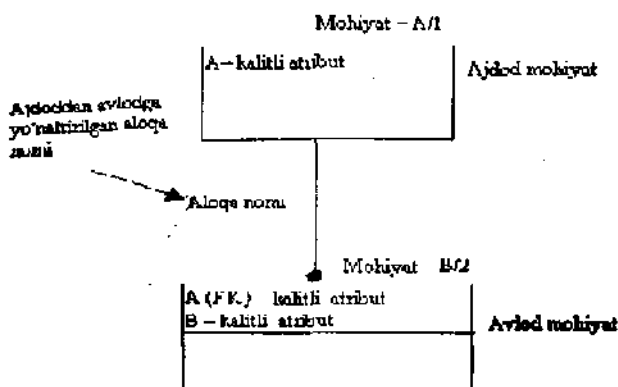 Mohiyat – A/1
A – kalitli atribut
Ajdod mohiyat
Ajdoddan avlodga
yo'naltirilgan aloqa
nomi
Aloqa nomi
Mohiyat B/2
A (FK) kalitli atribut
B – kalitli atribut
Avlod mohiyat